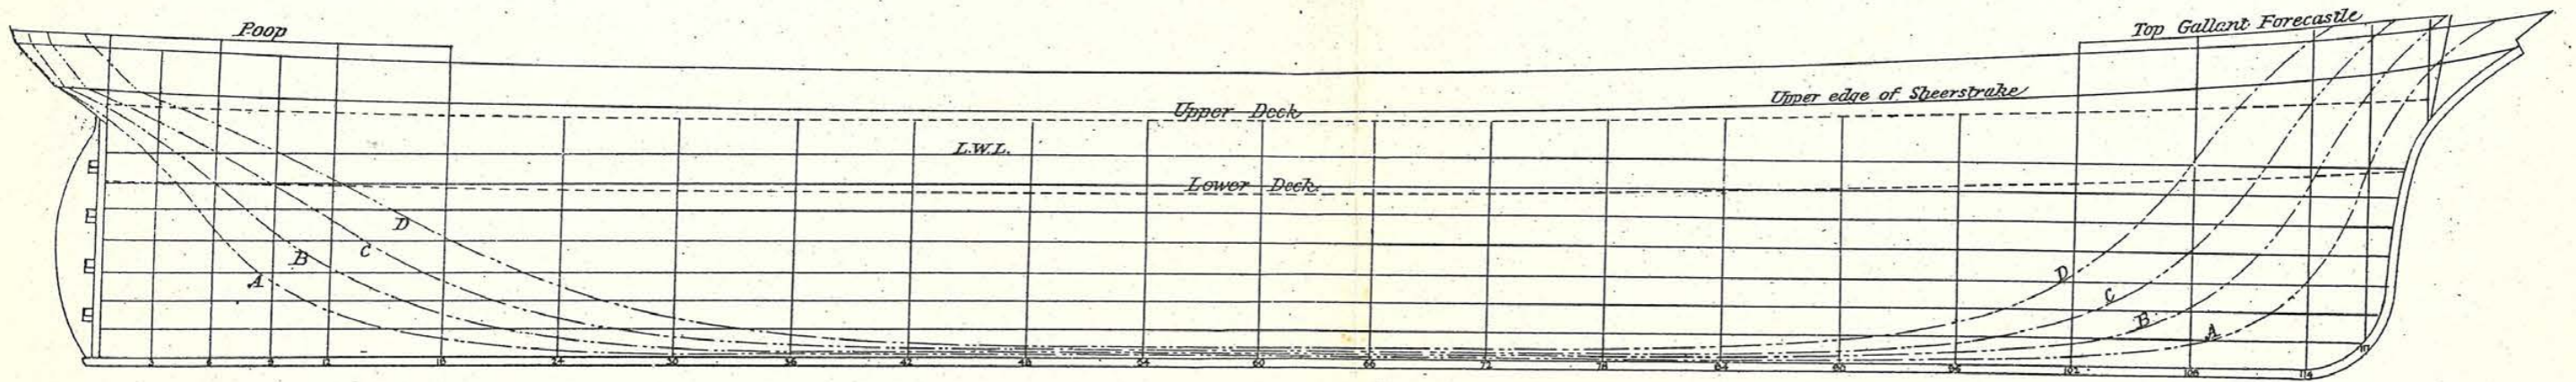 Poop
Top Gallant Forecastle
Upper Deck
Upper edge of Sheerstrake
L.W.L.
Lower Deck
D
C
B
A
D
C
B
A
3 6 9 12 18 24 30 36 42 48 54 60 66 72 78 84 90 96 102 108 114 117